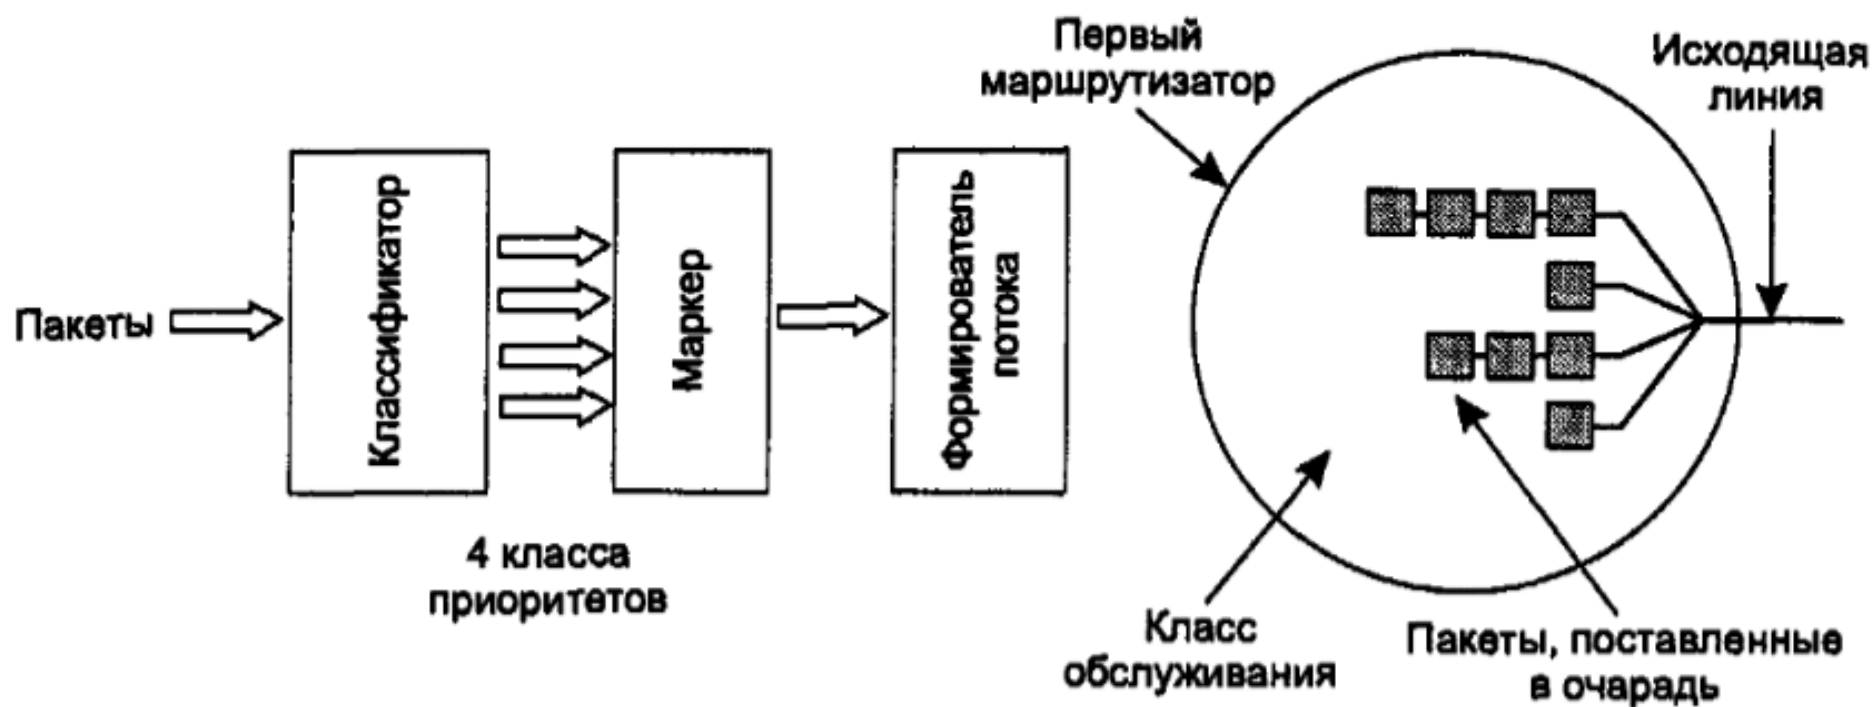 Первый
маршрутизатор
Исходящая
линия
Пакеты
Классификатор
Маркер
Формирователь
потока
4 класса
приоритетов
Класс
обслуживания
Пакеты, поставленные
в очарадь